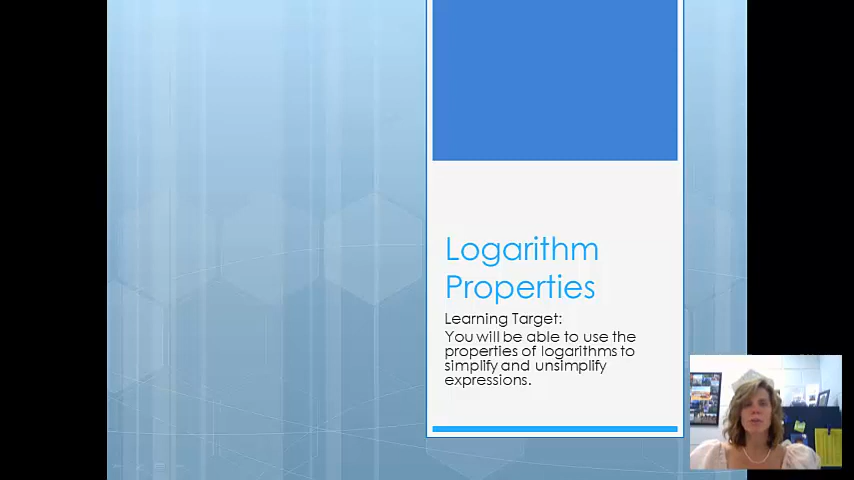 Logarithm
Properties
Learning Target:
You will be able to use the
properties of logarithms to
simplify and unsimplify
expressions.